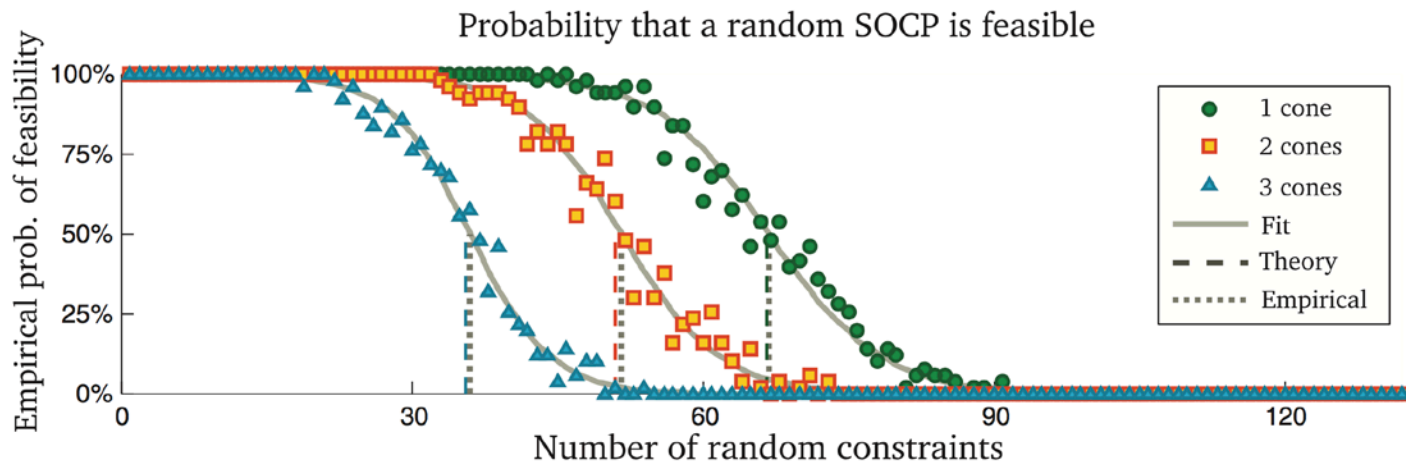 Probability that a random SOCP is feasible
Empirical prob. of feasibility
100%
75%
50%
25%
0%
0
30
60
90
120
Number of random constraints
1 cone
2 cones
3 cones
Fit
Theory
Empirical